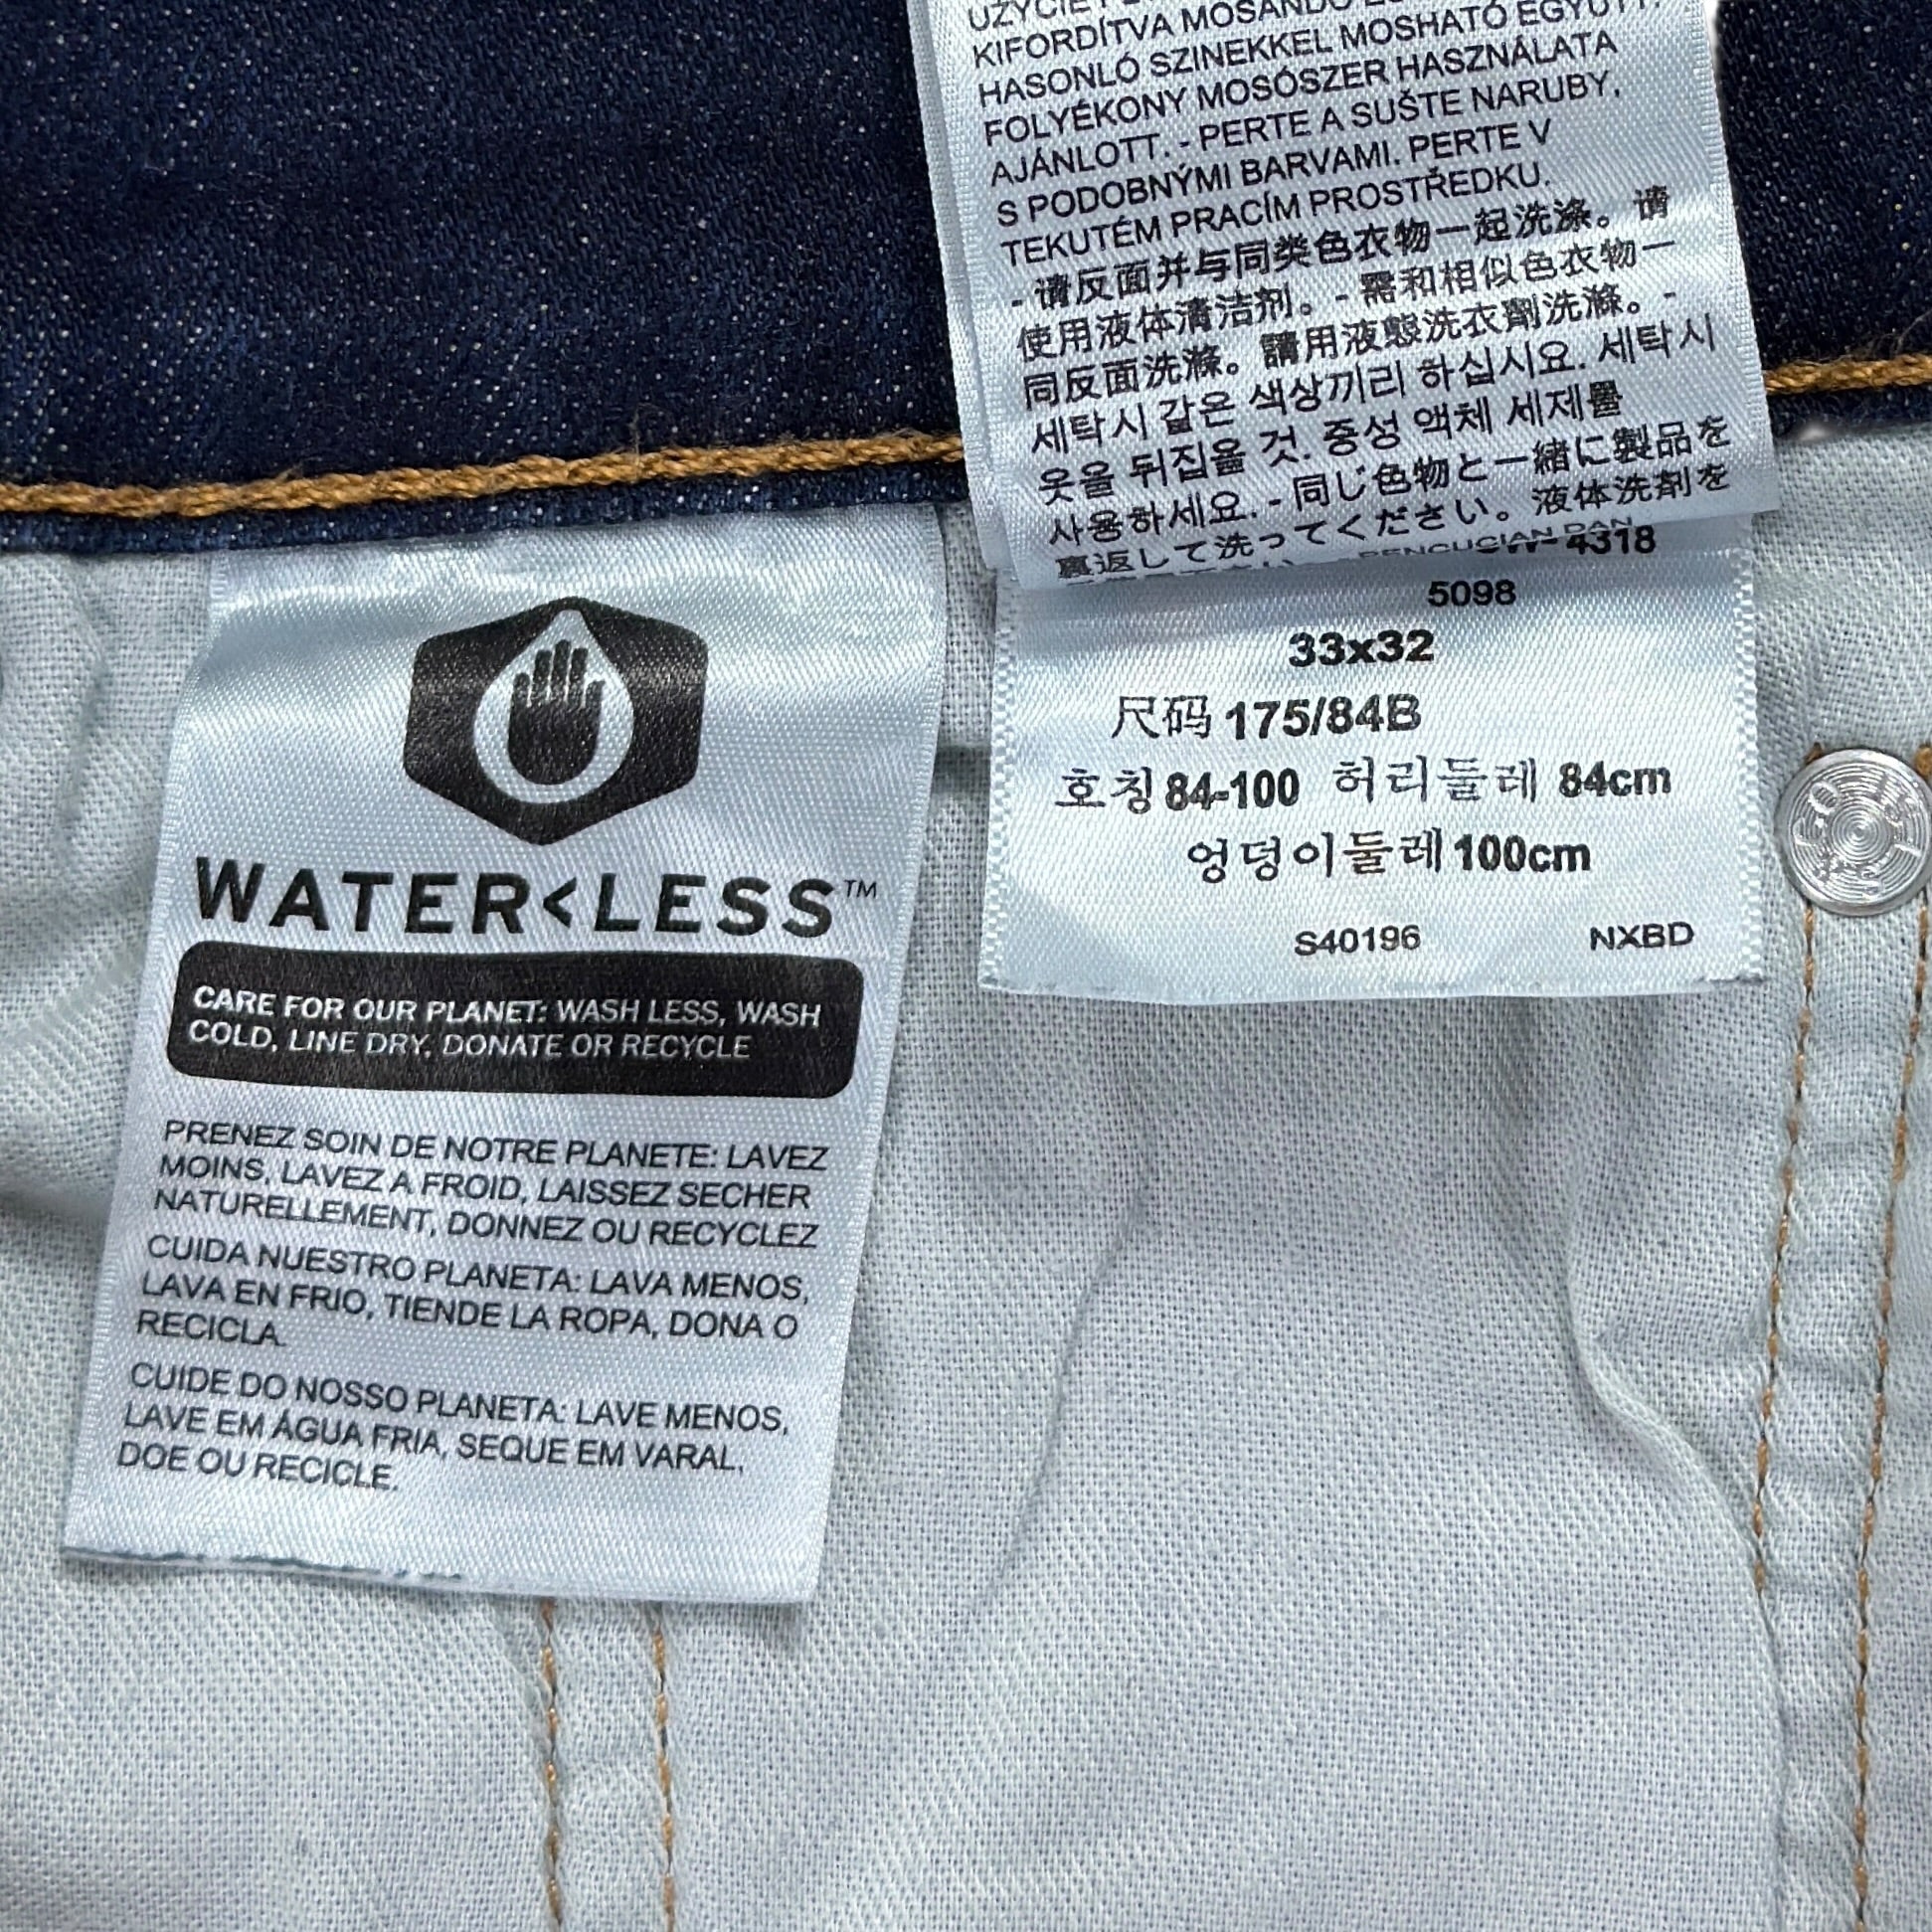 KIFORDÍTVA MOSANDÓ
HASONLÓ SZINEKKEL MOSHATÓ EGYÜTT.
FOLYÉKONY MOSÓSZER HASZNÁLATA
AJÁNLOTT. - PERTE A SUŠTE NARUBY,
S PODOBNÝMI BARVAMI. PERTE V
TEKUTÉM PRACÍM PROSTŘEDKU.
- 请反面并与同类色衣物一起洗涤。请
使用液体清洁剂。- 需和相似色衣物一
同反面洗滌。請用液態洗衣劑洗滌。-
세탁시 같은 색상끼리 하십시요. 세탁시
옷을 뒤집을 것. 중성 액체 세제를
사용하세요. - 同じ色物と一緒に製品を
裏返して洗ってください。液体洗剤を
PENCUCIAN DAN
4318
5098
33x32
尺码 175/84B
호칭 84-100 허리둘레 84cm
엉덩이둘레 100cm
S40196 NXBD
WATER<LESS™
CARE FOR OUR PLANET: WASH LESS, WASH
COLD, LINE DRY, DONATE OR RECYCLE
PRENEZ SOIN DE NOTRE PLANETE: LAVEZ
MOINS, LAVEZ A FROID, LAISSEZ SECHER
NATURELLEMENT, DONNEZ OU RECYCLEZ
CUIDA NUESTRO PLANETA: LAVA MENOS,
LAVA EN FRIO, TIENDE LA ROPA, DONA O
RECICLA.
CUIDE DO NOSSO PLANETA: LAVE MENOS,
LAVE EM ÁGUA FRIA, SEQUE EM VARAL,
DOE OU RECICLE.